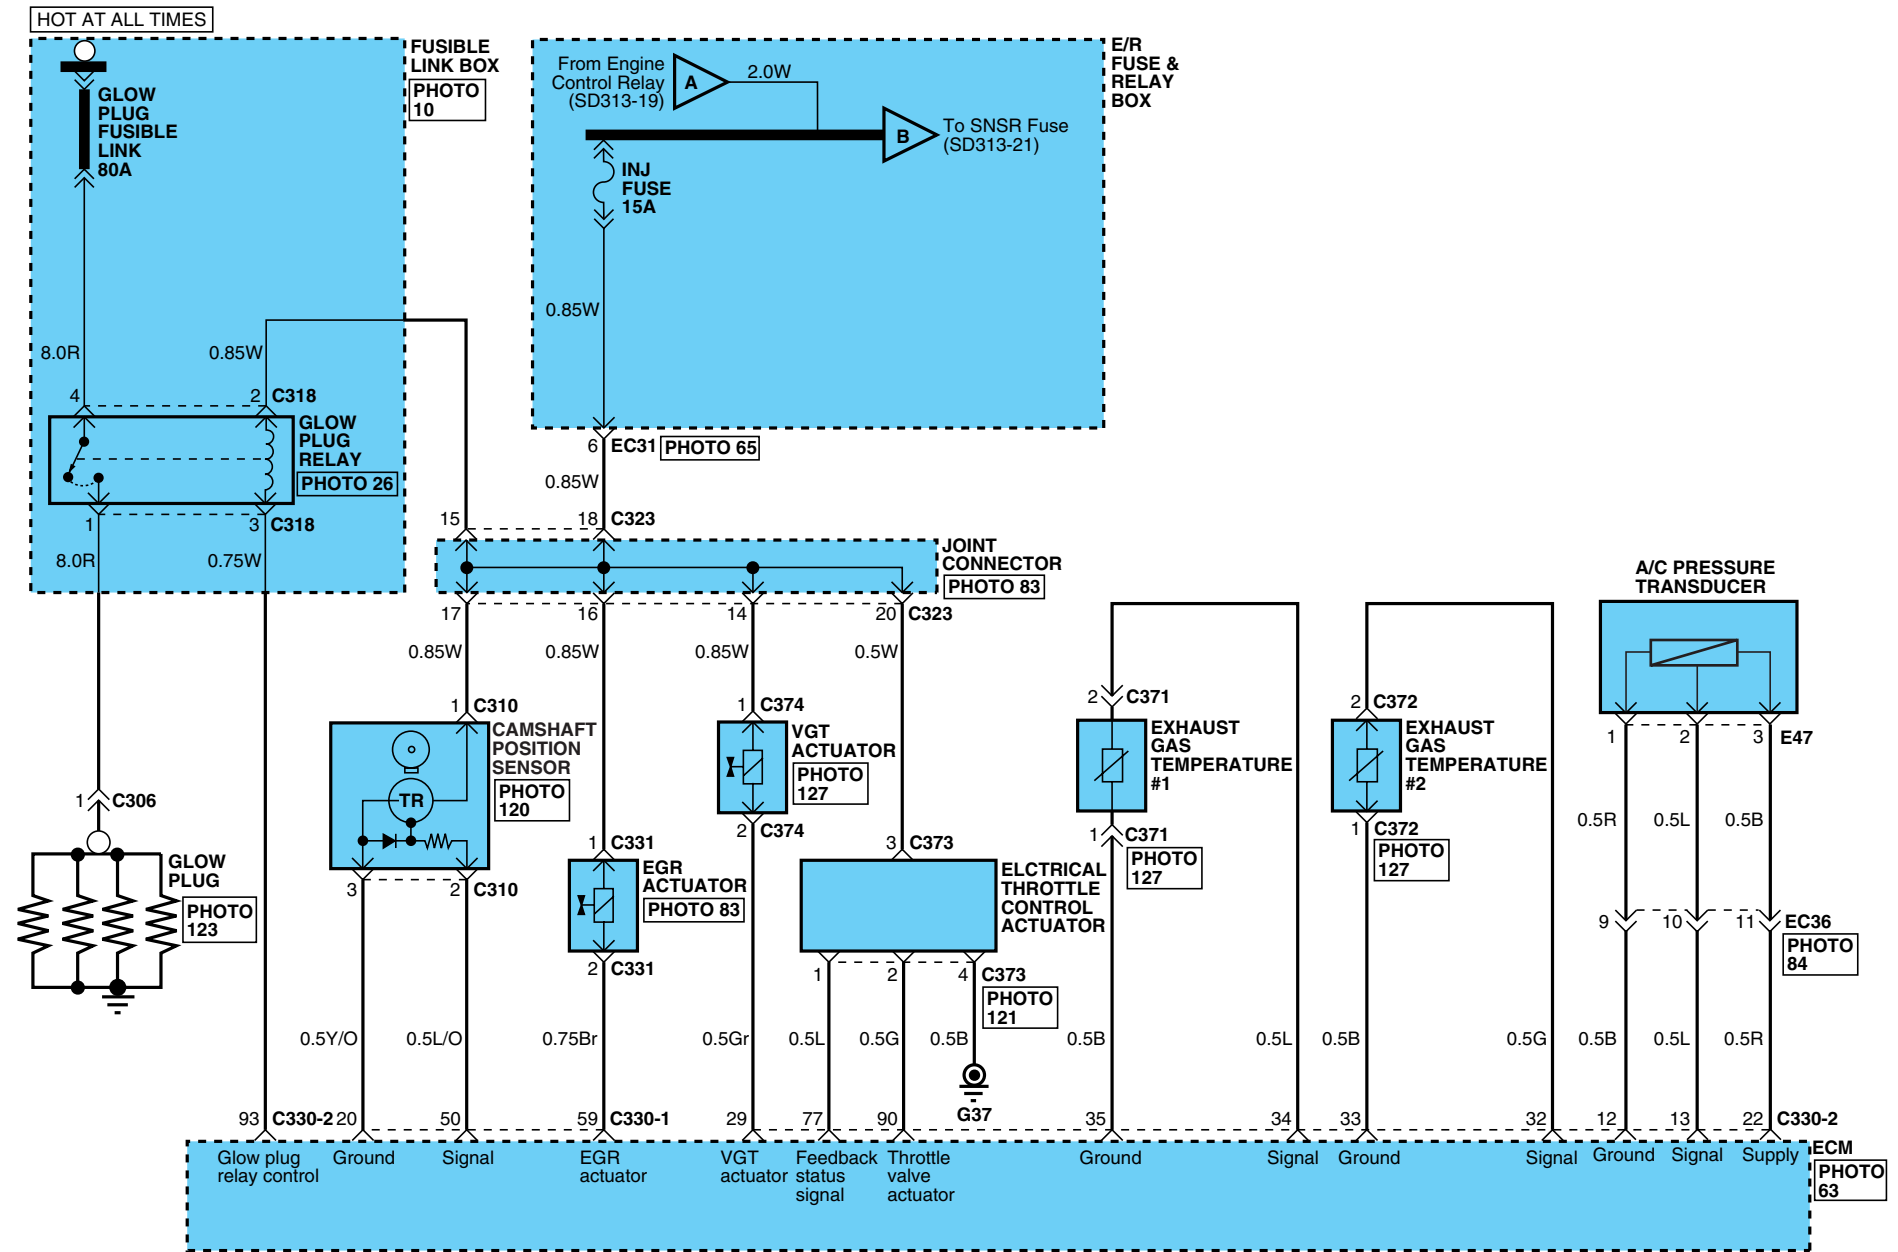 HOT AT ALL TIMES
FUSIBLE
LINK BOX
PHOTO
10
GLOW
PLUG
FUSIBLE
LINK
80A
8.0R
0.85W
4
2
C318
GLOW
PLUG
RELAY
PHOTO 26
1
3
C318
8.0R
0.75W
From Engine
Control Relay
(SD313-19)
A
2.0W
B
To SNSR Fuse
(SD313-21)
INJ
FUSE
15A
0.85W
E/R
FUSE &
RELAY
BOX
6
EC31
PHOTO 65
0.85W
15
18
C323
JOINT
CONNECTOR
PHOTO 83
17
16
14
20
C323
0.85W
0.85W
0.85W
0.5W
1
C310
CAMSHAFT
POSITION
SENSOR
PHOTO
120
TR
3
2
C310
1
C306
GLOW
PLUG
PHOTO
123
1
C331
EGR
ACTUATOR
PHOTO 83
2
C331
1
C374
VGT
ACTUATOR
PHOTO
127
2
C374
3
C373
ELCTRICAL
THROTTLE
CONTROL
ACTUATOR
1
2
4
C373
PHOTO
121
G37
2
C371
EXHAUST
GAS
TEMPERATURE
#1
1
C371
PHOTO
127
2
C372
EXHAUST
GAS
TEMPERATURE
#2
1
C372
PHOTO
127
A/C PRESSURE
TRANSDUCER
1
2
3
E47
0.5R
0.5L
0.5B
9
10
11
EC36
PHOTO
84
0.5Y/O
0.5L/O
0.75Br
0.5Gr
0.5L
0.5G
0.5B
0.5B
0.5L
0.5B
0.5G
0.5B
0.5L
0.5R
93
C330-2
20
50
59
C330-1
29
77
90
35
34
33
32
12
13
22
C330-2
Glow plug
relay control
Ground
Signal
EGR
actuator
VGT
actuator
Feedback
status
signal
Throttle
valve
actuator
Ground
Signal
Ground
Signal
Ground
Signal
Supply
ECM
PHOTO
63